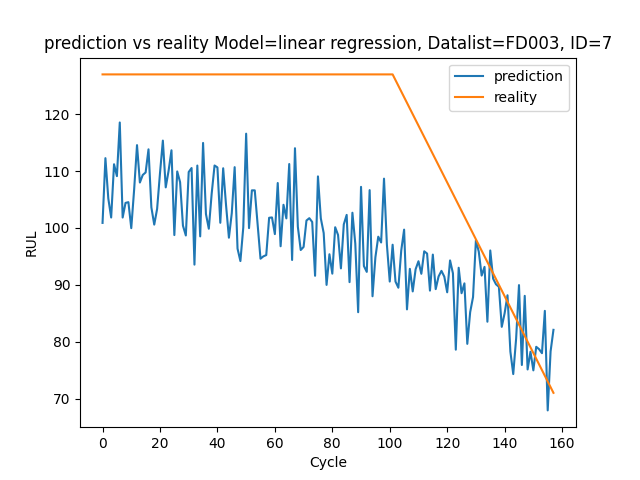 prediction vs reality Model=linear regression, Datalist=FD003, ID=7
prediction
reality
RUL
120
110
100
90
80
70
0 20 40 60 80 100 120 140 160
Cycle